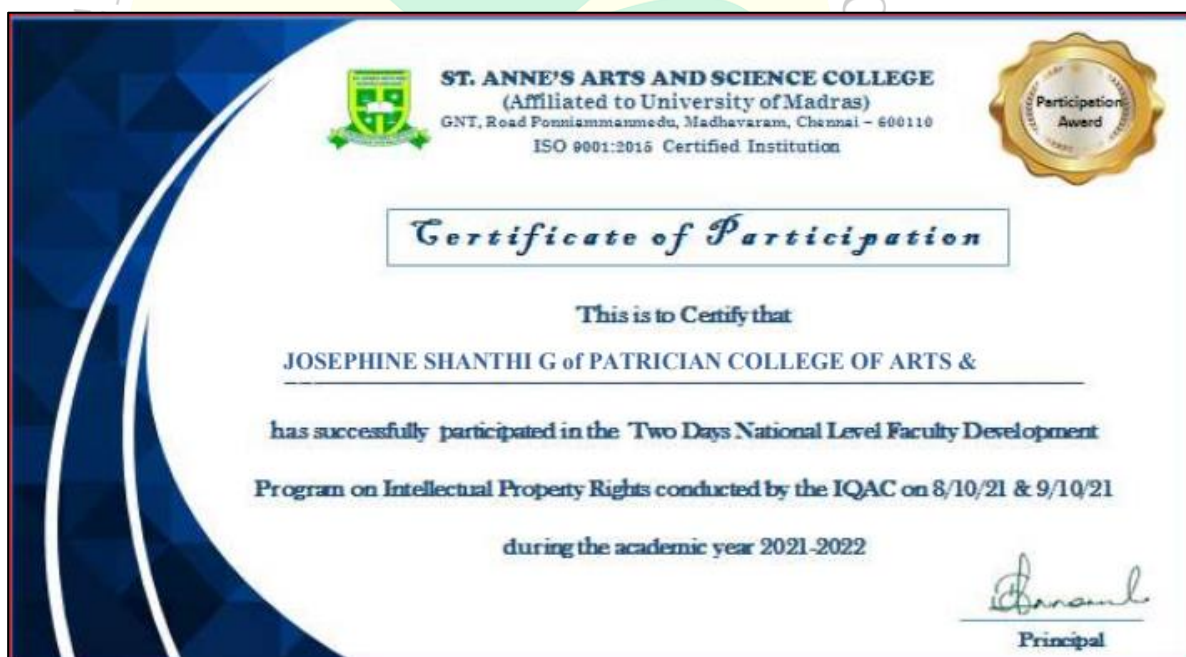 ST. ANNE'S ARTS AND SCIENCE COLLEGE
(Affiliated to University of Madras)
GNT, Road Ponniammanmedu, Madhavaram, Chennai – 600110
ISO 9001:2015 Certified Institution
Participation
Award
Certificate of Participation
This is to Certify that
JOSEPHINE SHANTHI G of PATRICIAN COLLEGE OF ARTS &
has successfully participated in the Two Days National Level Faculty Development
Program on Intellectual Property Rights conducted by the IQAC on 8/10/21 & 9/10/21
during the academic year 2021-2022
Principal